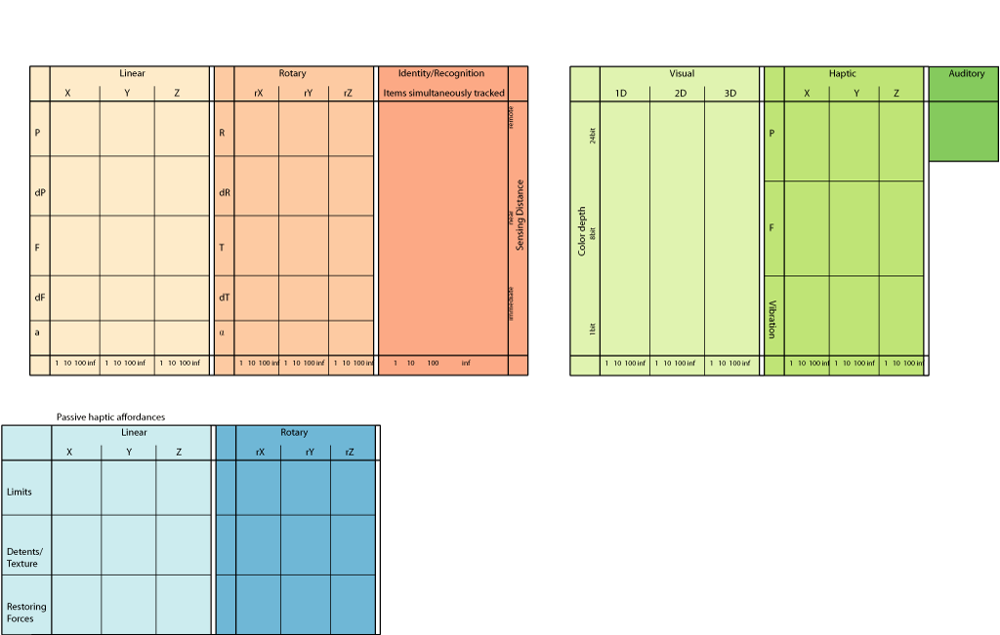 Linear Rotary Identity/Recognition
X Y Z rX rY rZ Items simultaneously tracked
P R
dP dR
F T
dF dT
a α
remote
near
immediate
Sensing Distance
1 10 100 inf 1 10 100 inf 1 10 100 inf 1 10 100 inf 1 10 100 inf 1 10 100 inf 1 10 100 inf
Visual Haptic Auditory
1D 2D 3D X Y Z
24bit
8bit
1bit
Color depth
P
F
Vibration
1 10 100 inf 1 10 100 inf 1 10 100 inf 1 10 100 inf 1 10 100 inf 1 10 100 inf
Passive haptic affordances
Linear Rotary
X Y Z rX rY rZ
Limits
Detents/
Texture
Restoring
Forces